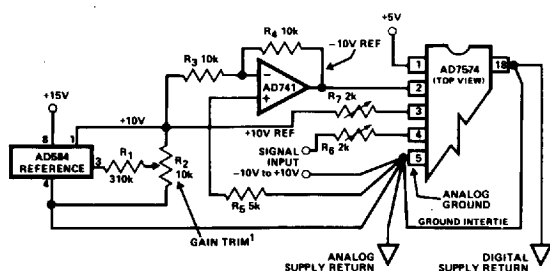 R4 10k
-10V REF
+5V
R3 10k
AD741
-
+
1
18
AD7574
(TOP VIEW)
2
R7 2k
3
+15V
+10V
+10V REF
4
8
1
SIGNAL
INPUT
R6 2k
5
AD584
REFERENCE
3
R1
310k
R2
10k
-10V to +10V
ANALOG
GROUND
4
R5 5k
GROUND INTERTIE
GAIN TRIM1
ANALOG
SUPPLY RETURN
DIGITAL
SUPPLY RETURN